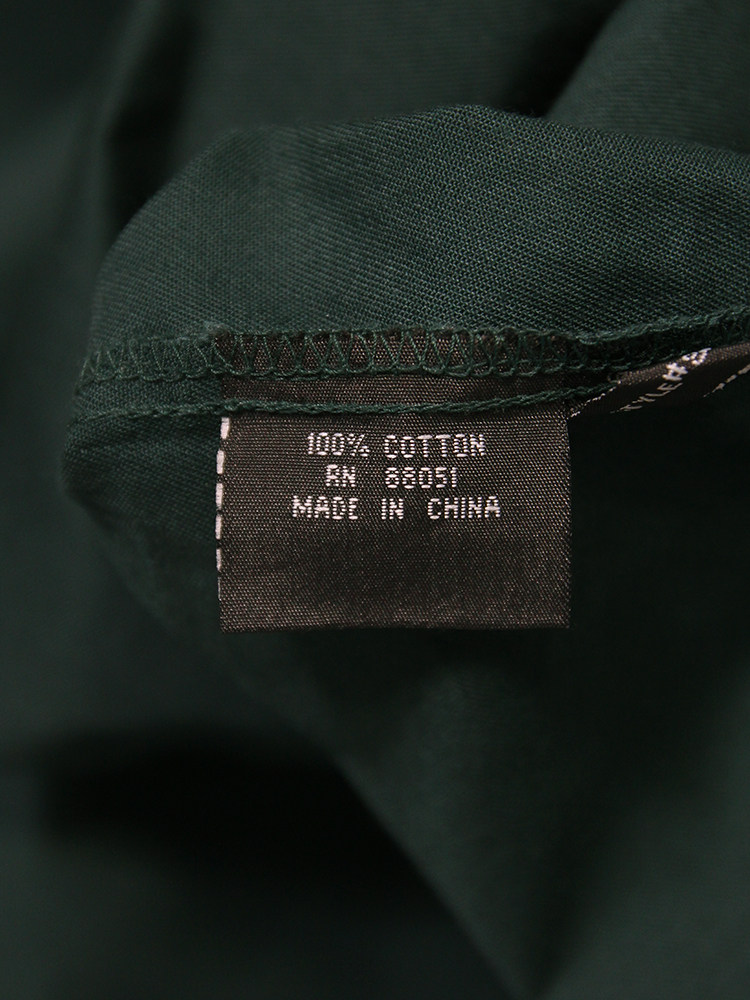 100% COTTON
RN 88051
MADE IN CHINA